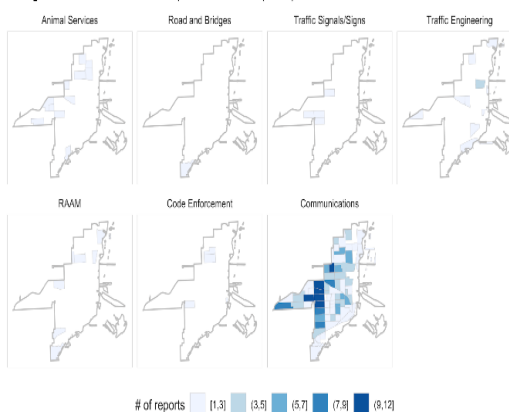 Animal Services
Road and Bridges
Traffic Signals/Signs
Traffic Engineering
RAAM
Code Enforcement
Communications
# of reports [1,3] (3,5] (5,7] (7,9] (9,12]